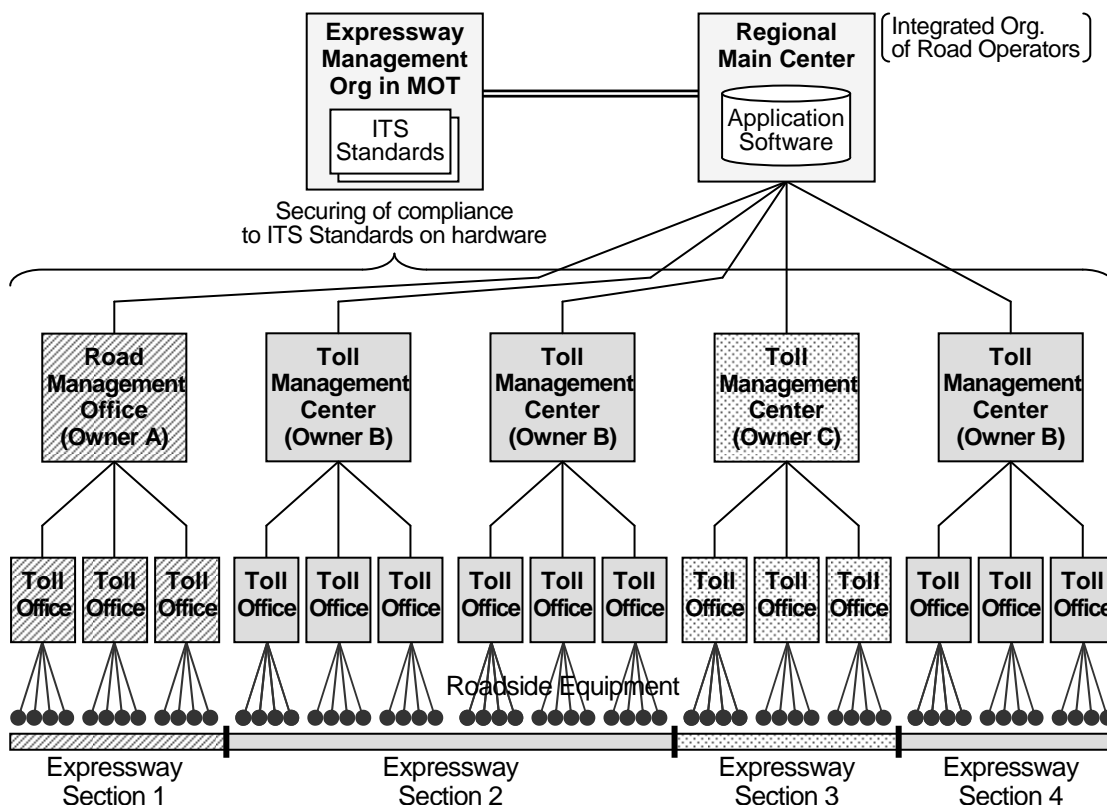 Expressway
Management
Org in MOT
ITS
Standards
Regional
Main Center
Application
Software
Integrated Org.
of Road Operators
Securing of compliance
to ITS Standards on hardware
Road
Management
Office
(Owner A)
Toll
Management
Center
(Owner B)
Toll
Management
Center
(Owner B)
Toll
Management
Center
(Owner C)
Toll
Management
Center
(Owner B)
Toll
Office
Toll
Office
Toll
Office
Toll
Office
Toll
Office
Toll
Office
Toll
Office
Toll
Office
Toll
Office
Toll
Office
Toll
Office
Toll
Office
Toll
Office
Toll
Office
Toll
Office
Roadside Equipment
Expressway
Section 1
Expressway
Section 2
Expressway
Section 3
Expressway
Section 4